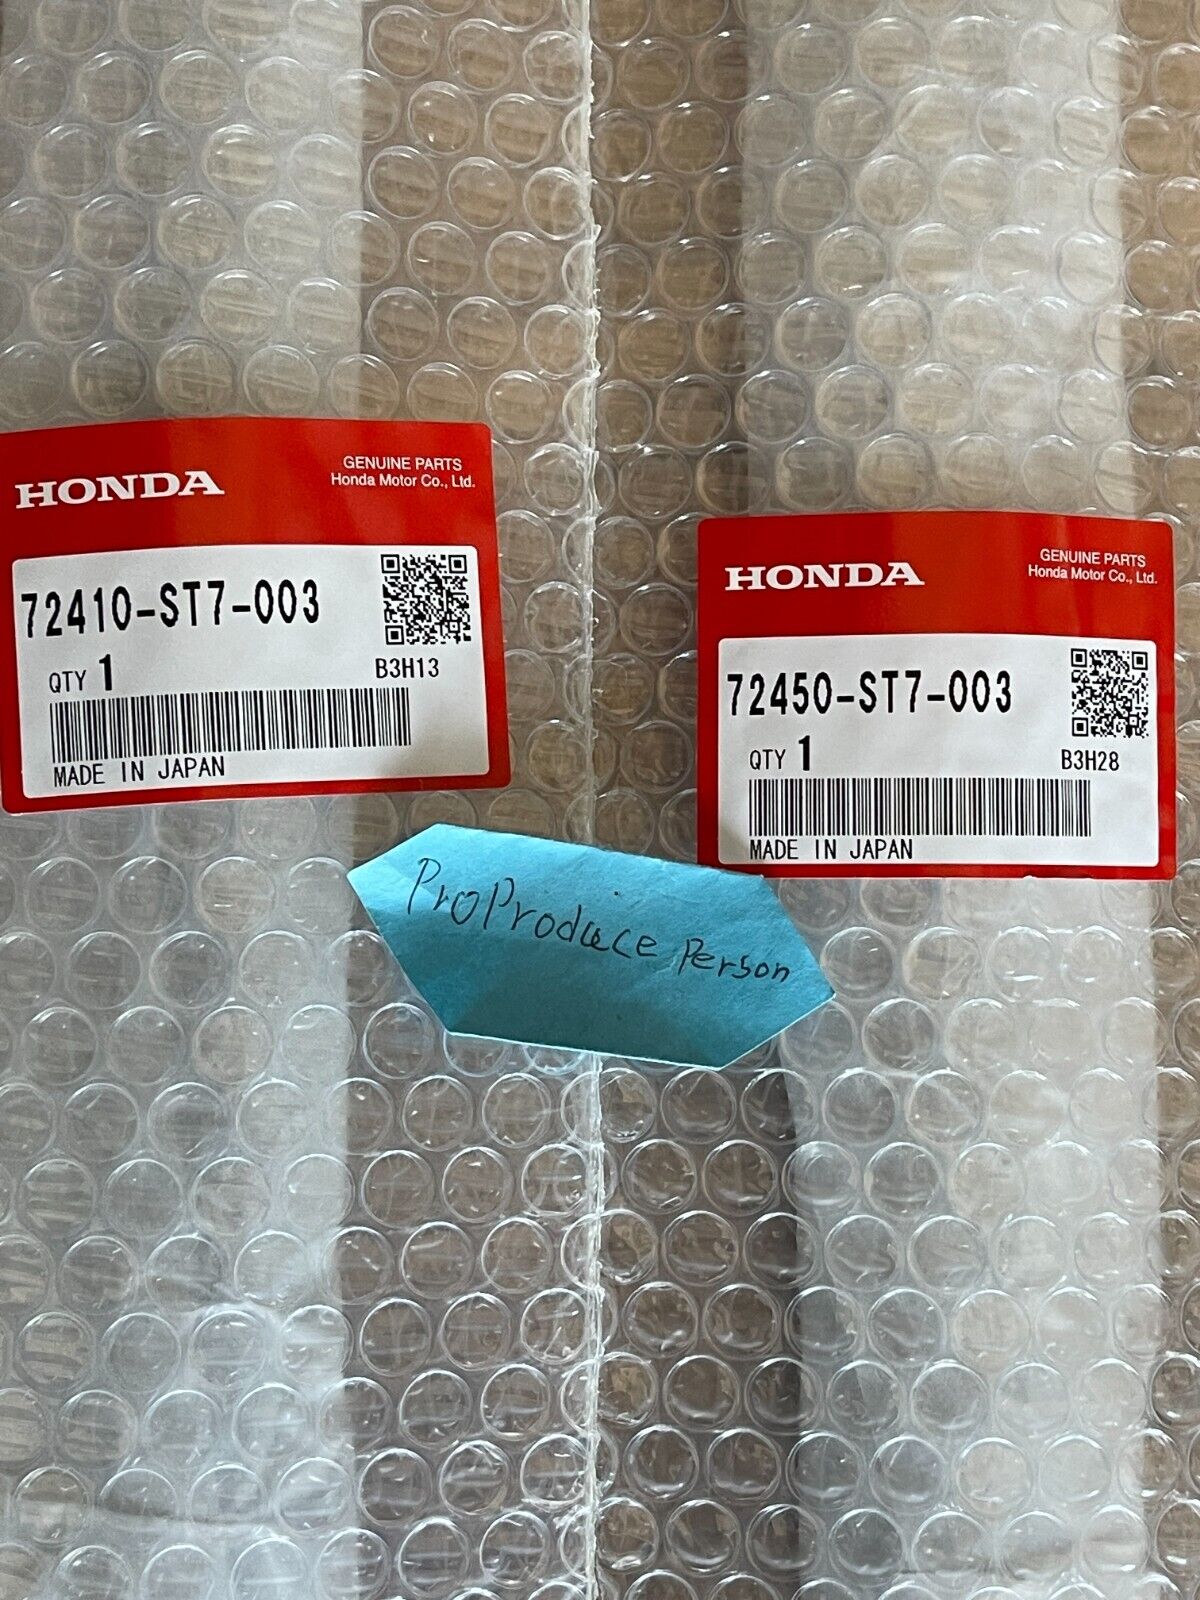 HONDA
GENUINE PARTS
Honda Motor Co., Ltd.
72410-ST7-003
QTY 1
B3H13
MADE IN JAPAN
HONDA
GENUINE PARTS
Honda Motor Co., Ltd.
72450-ST7-003
QTY 1
B3H28
MADE IN JAPAN
ProProduce Person